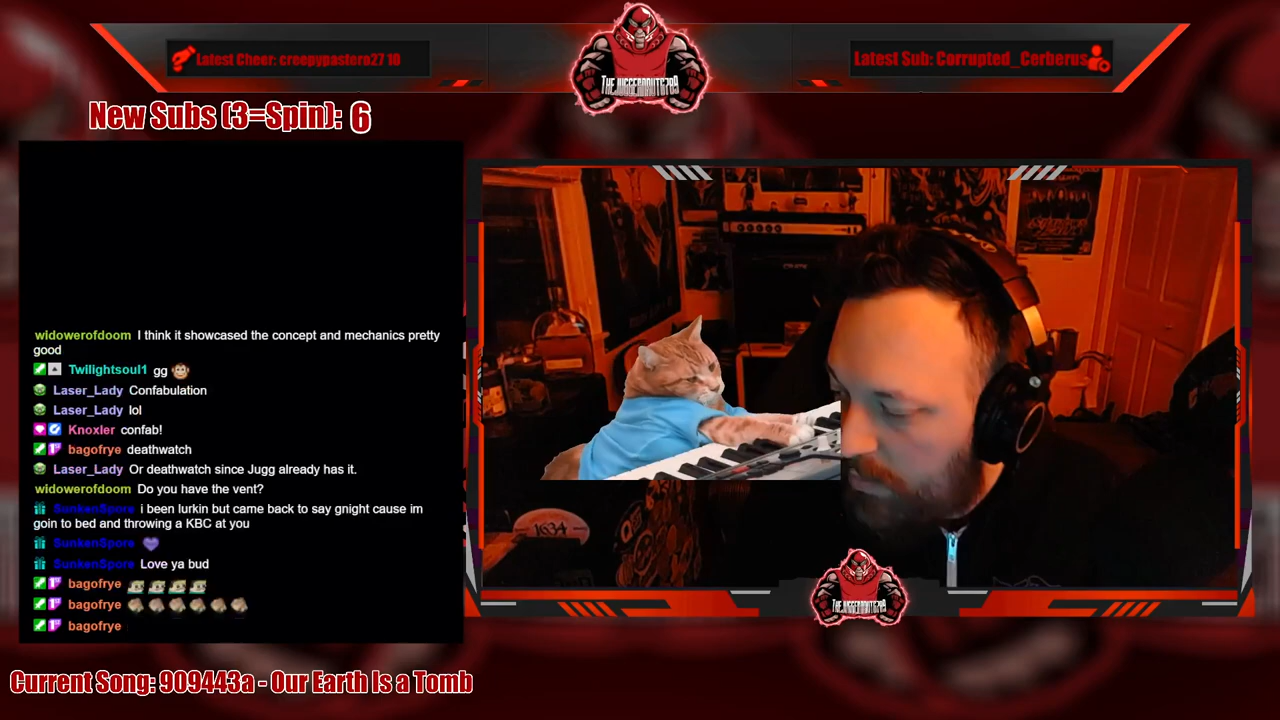 Latest Cheer: creepypastero27 10
THEJUGGERNAUT6789
Latest Sub: Corrupted_Cerberus
New Subs (3=Spin): 6
widowerofdoom I think it showcased the concept and mechanics pretty
good
Twilightsoul1 gg
Laser_Lady Confabulation
Laser_Lady lol
Knoxler confab!
bagofrye deathwatch
Laser_Lady Or deathwatch since Jugg already has it.
widowerofdoom Do you have the vent?
SunkenSpore i been lurkin but came back to say gnight cause im
goin to bed and throwing a KBC at you
SunkenSpore
SunkenSpore Love ya bud
bagofrye
bagofrye
bagofrye
1634
THEJUGGERNAUT6789
Current Song: 909443a - Our Earth Is a Tomb